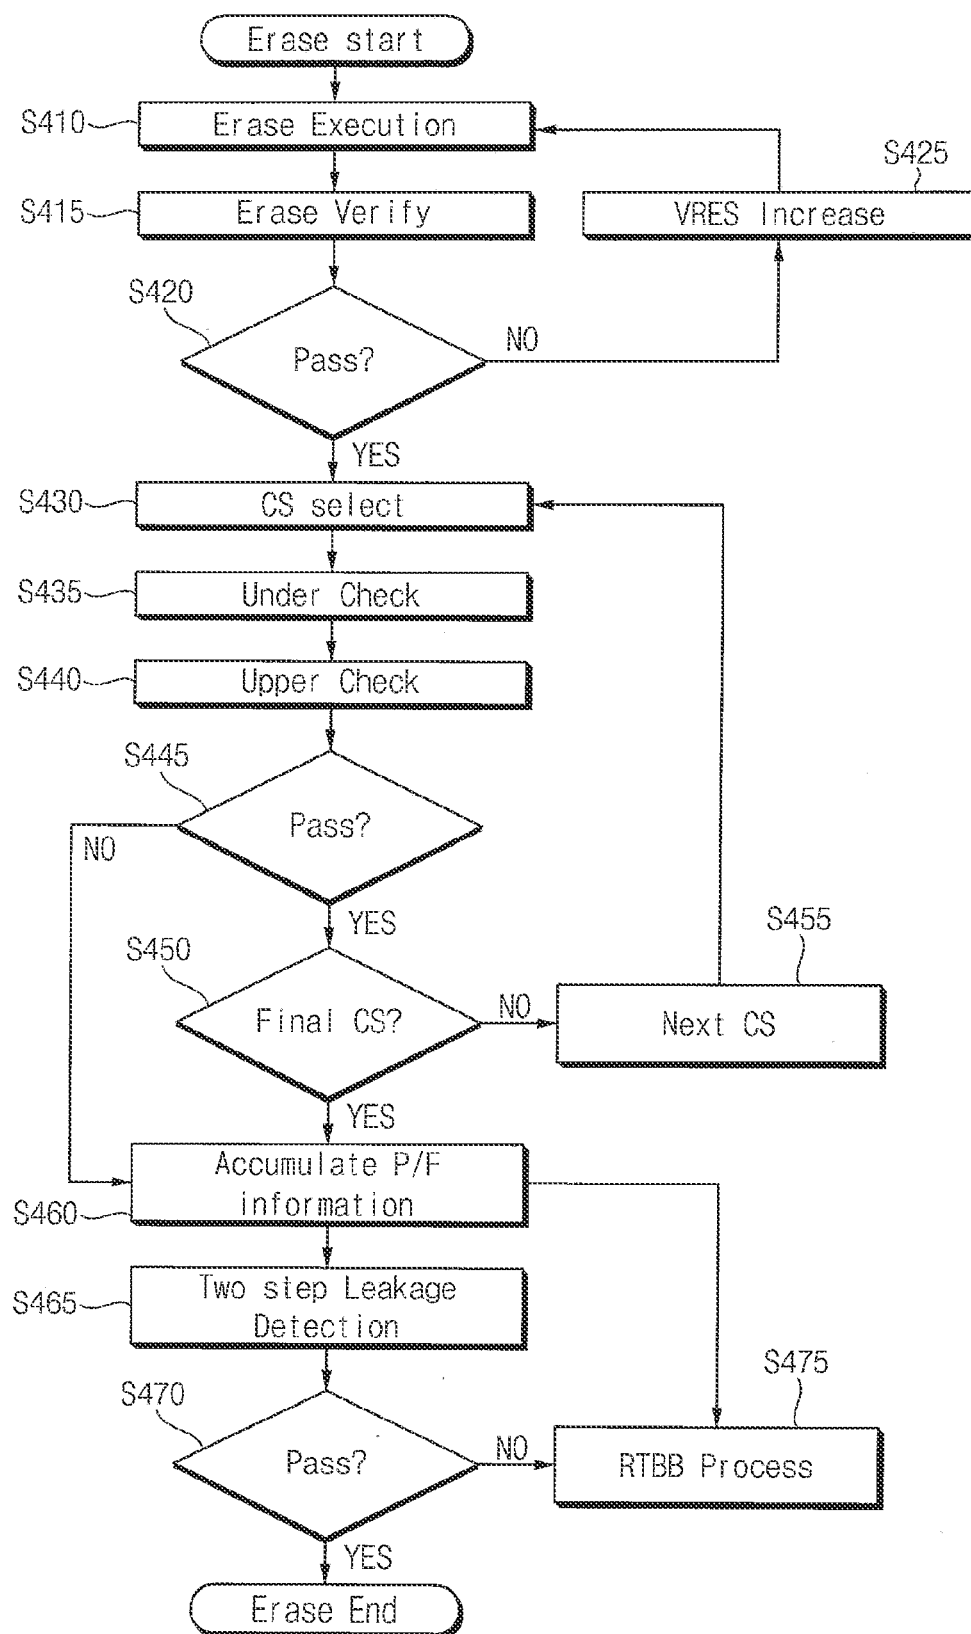 Erase start
S410
Erase Execution
S425
S415
Erase Verify
VRES Increase
S420
Pass?
NO
YES
S430
CS select
S435
Under Check
S440
Upper Check
S445
Pass?
NO
YES
S455
S450
Final CS?
NO
Next CS
YES
Accumulate P/F
information
S460
Two step Leakage
Detection
S465
S475
S470
Pass?
NO
RTBB Process
YES
Erase End